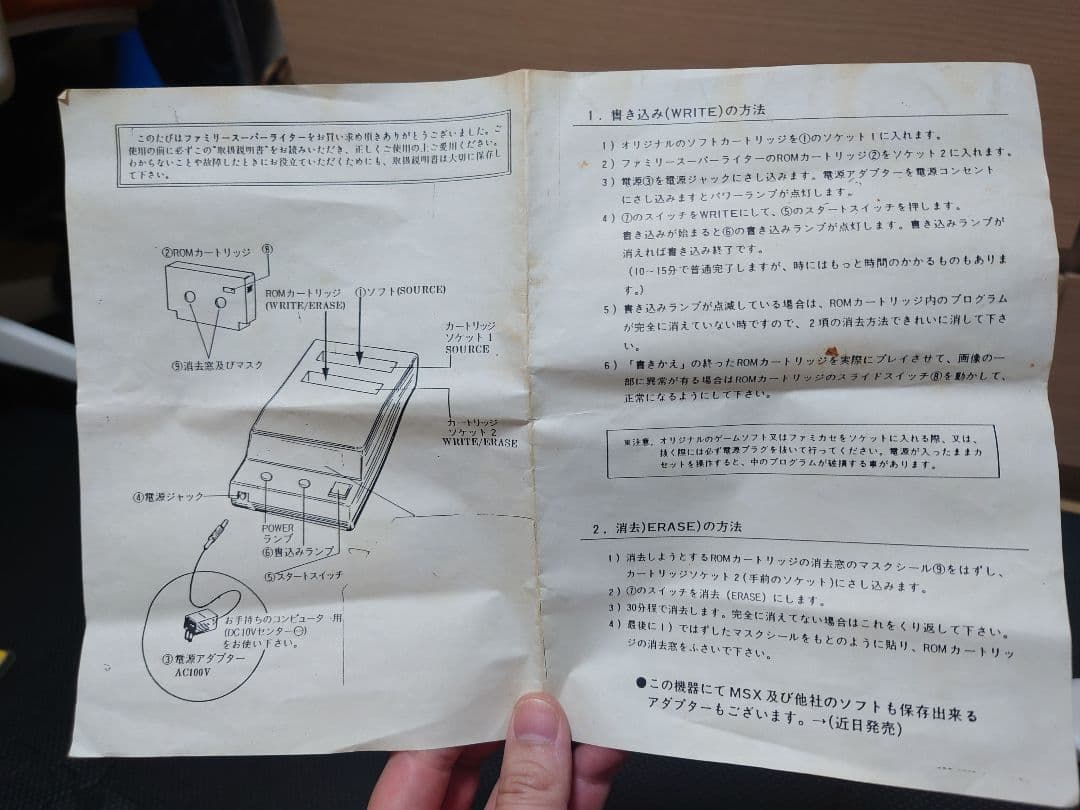 このたびはファミリースーパーライターをお買い求め頂きありがとうございました。ご
使用の前に必ずこの"取扱説明書"をお読みいただき、正しくご使用の上ご愛用ください。
わからないことや故障したときにお役立ていただくためにも、取扱説明書は大切に保存し
て下さい。
②ROMカートリッジ
⑧
ROMカートリッジ
(WRITE/ERASE)
①ソフト(SOURCE)
カートリッジ
ソケット1
SOURCE
⑨消去窓及びマスク
カートリッジ
ソケット2
WRITE/ERASE
④電源ジャック
POWER
ランプ
⑥書込みランプ
⑤スタートスイッチ
お手持ちのコンピューター用
(DC10Vセンター⊖)
をお使い下さい。
③電源アダプター
AC100V
1. 書き込み(WRITE)の方法
1) オリジナルのソフトカートリッジを①のソケット1に入れます。
2) ファミリースーパーライターのROMカートリッジ②をソケット2に入れます。
3) 電源③を電源ジャックにさし込みます。電源アダプターを電源コンセント
にさし込みますとパワーランプが点灯します。
4) ⑦のスイッチをWRITEにして、⑤のスタートスイッチを押します。
書き込みが始まると⑥の書き込みランプが点灯します。書き込みランプが
消えれば書き込み終了です。
(10~15分で普通完了しますが、時にはもっと時間のかかるものもありま
す。)
5) 書き込みランプが点滅している場合は、ROMカートリッジ内のプログラム
が完全に消えていない時ですので、2項の消去方法できれいに消して下さ
い。
6) 「書きかえ」の終ったROMカートリッジを実際にプレイさせて、画像の一
部に異常が有る場合はROMカートリッジのスライドスイッチ⑧を動かして、
正常になるようにして下さい。
※注意. オリジナルのゲームソフト又はファミカセをソケットに入れる際、又は、
抜く際には必ず電源プラグを抜いて行ってください。電源が入ったままカ
セットを操作すると、中のプログラムが破損する事があります。
2. 消去)ERASE)の方法
1) 消去しようとするROMカートリッジの消去窓のマスクシール⑨をはずし、
カートリッジソケット2(手前のソケット)にさし込みます。
2) ⑦のスイッチを消去 (ERASE) にします。
3) 30分程で消去します。完全に消えてない場合はこれをくり返して下さい。
4) 最後に1)ではずしたマスクシールをもとのように貼り、ROMカートリッ
ジの消去窓をふさいで下さい。
●この機器にてMSX及び他社のソフトも保存出来る
アダプターもございます。→(近日発売)